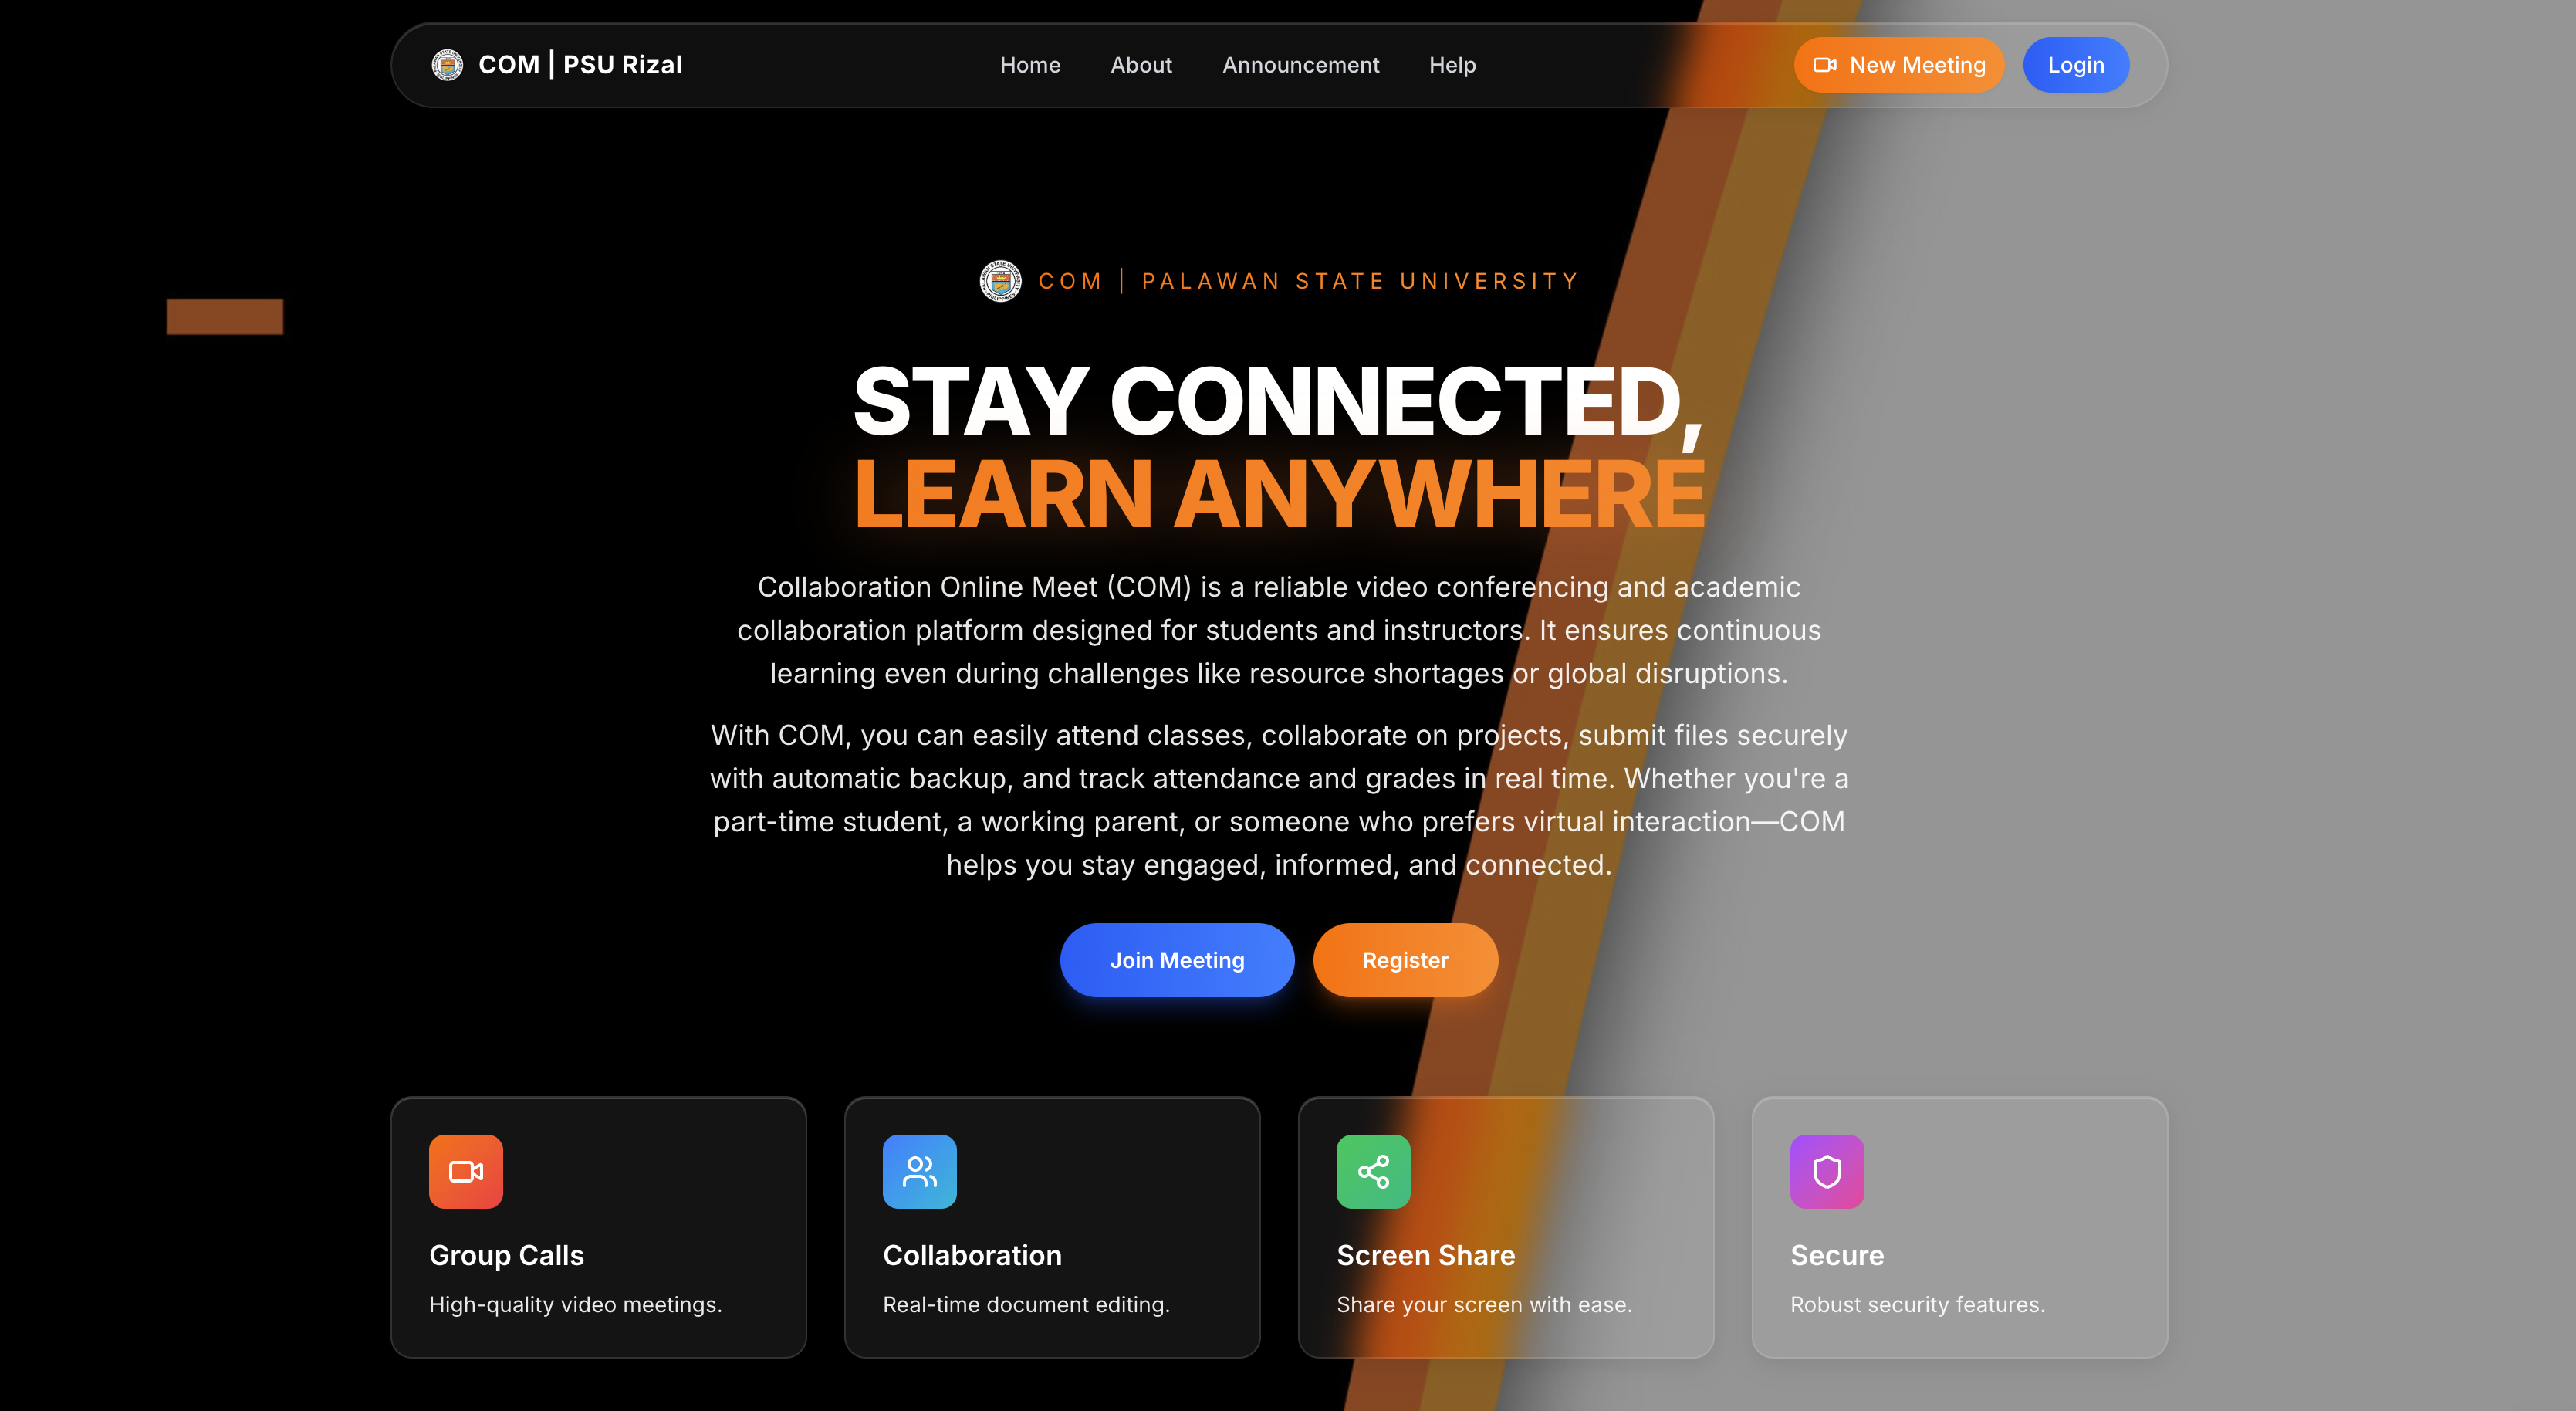 COM | PSU Rizal
Home
About
Announcement
Help
New Meeting
Login
COM | PALAWAN STATE UNIVERSITY
STAY CONNECTED,
LEARN ANYWHERE
Collaboration Online Meet (COM) is a reliable video conferencing and academic
collaboration platform designed for students and instructors. It ensures continuous
learning even during challenges like resource shortages or global disruptions.
With COM, you can easily attend classes, collaborate on projects, submit files securely
with automatic backup, and track attendance and grades in real time. Whether you're a
part-time student, a working parent, or someone who prefers virtual interaction—COM
helps you stay engaged, informed, and connected.
Join Meeting
Register
Group Calls
High-quality video meetings.
Collaboration
Real-time document editing.
Screen Share
Share your screen with ease.
Secure
Robust security features.